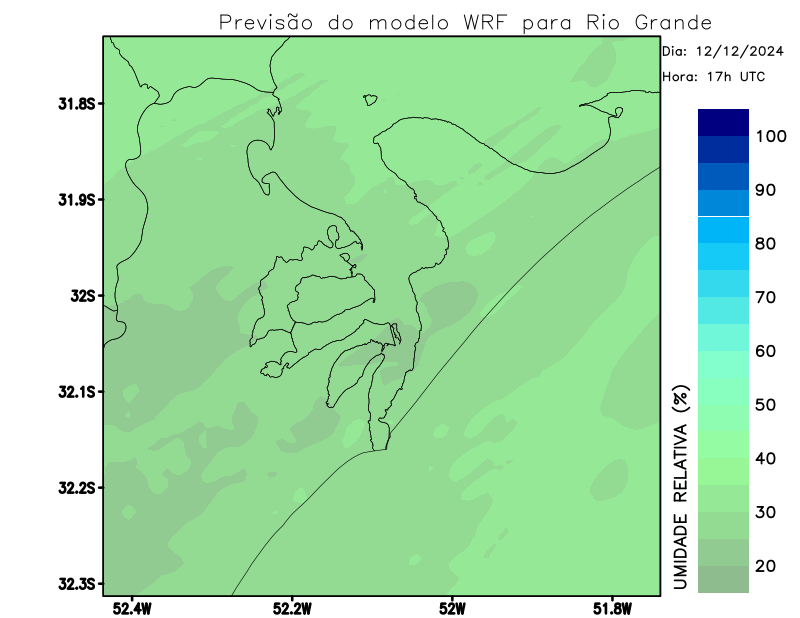 Previsão do modelo WRF para Rio Grande
Dia: 12/12/2024
Hora: 17h UTC
31.8S
31.9S
32S
32.1S
32.2S
32.3S
52.4W
52.2W
52W
51.8W
UMIDADE RELATIVA (%)
100
90
80
70
60
50
40
30
20